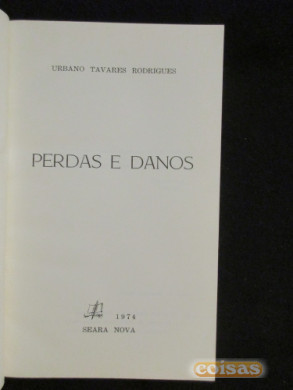 URBANO TAVARES RODRIGUES
PERDAS E DANOS
1974
SEARA NOVA
coisas